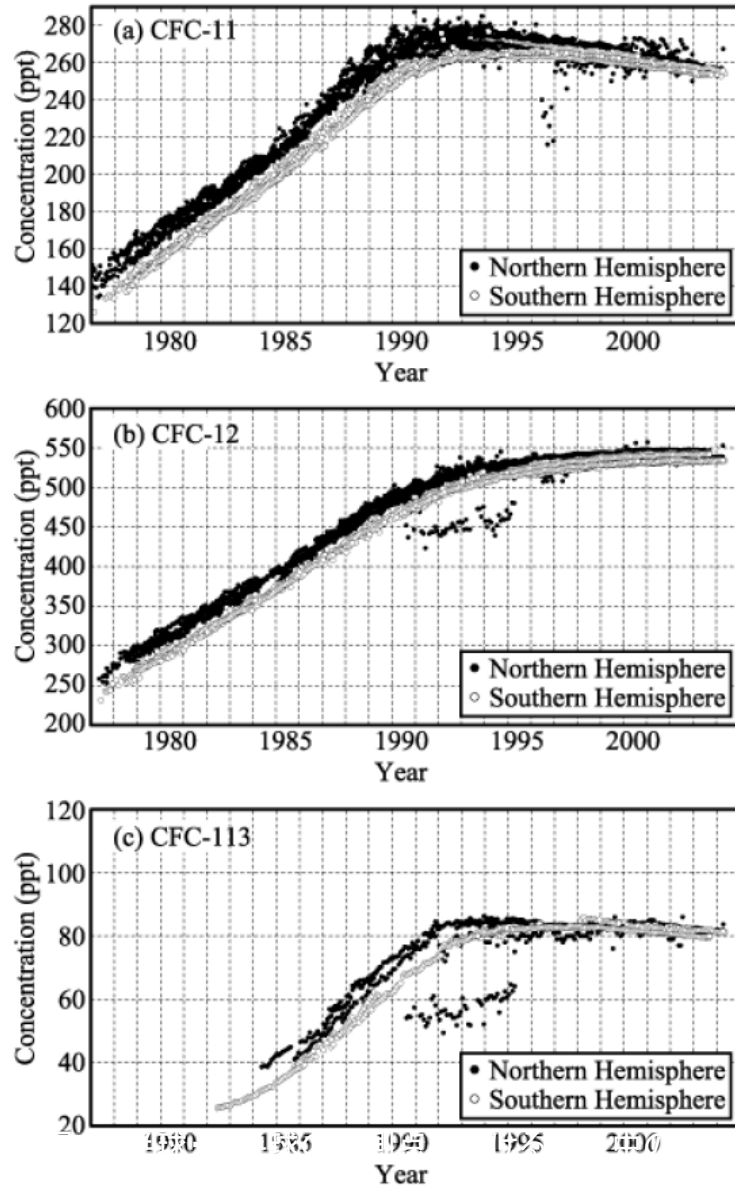 (a) CFC-11
Concentration (ppt)
280
260
240
220
200
180
160
140
120
Northern Hemisphere
Southern Hemisphere
1980 1985 1990 1995 2000
Year
(b) CFC-12
Concentration (ppt)
600
550
500
450
400
350
300
250
200
Northern Hemisphere
Southern Hemisphere
1980 1985 1990 1995 2000
Year
(c) CFC-113
Concentration (ppt)
120
100
80
60
40
20
Northern Hemisphere
Southern Hemisphere
Year